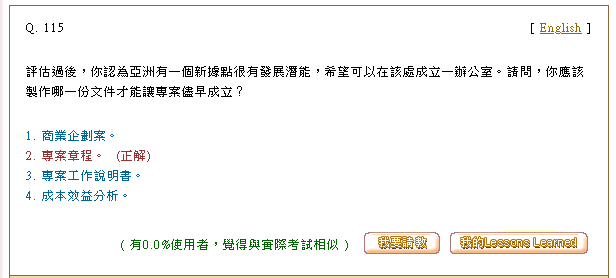 Q. 115 [ English ]
評估過後，你認為亞洲有一個新據點很有發展潛能，希望可以在該處成立一辦公室。請問，你應該
製作哪一份文件才能讓專案儘早成立？
1. 商業企劃案。
2. 專案章程。 (正解)
3. 專案工作說明書。
4. 成本效益分析。
( 有0.0%使用者，覺得與實際考試相似 ) 我要請教 我的Lessons Learned